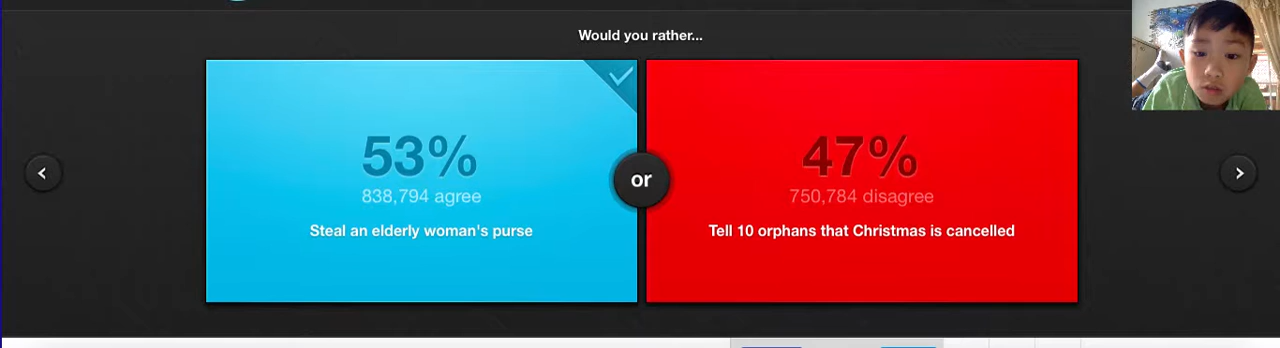 Would you rather...
53%
838,794 agree
Steal an elderly woman's purse
or
47%
750,784 disagree
Tell 10 orphans that Christmas is cancelled